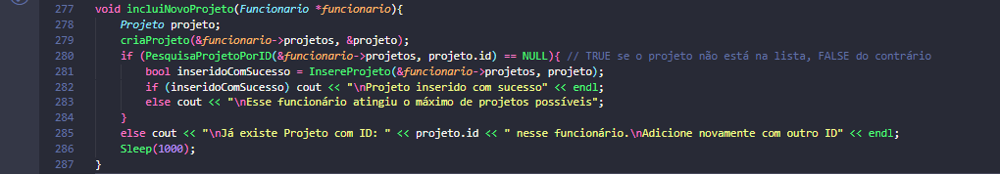 277 void incluiNovoProjeto(Funcionario *funcionario){
278     Projeto projeto;
279     criaProjeto(&funcionario->projetos, &projeto);
280     if (PesquisaProjetoPorID(&funcionario->projetos, projeto.id) == NULL){ // TRUE se o projeto não está na lista, FALSE do contrário
281         bool inseridoComSucesso = InsereProjeto(&funcionario->projetos, projeto);
282         if (inseridoComSucesso) cout << "\nProjeto inserido com sucesso" << endl;
283         else cout << "\nEsse funcionário atingiu o máximo de projetos possíveis";
284     }
285     else cout << "\nJá existe Projeto com ID: " << projeto.id << " nesse funcionário.\nAdicione novamente com outro ID" << endl;
286     Sleep(1000);
287 }